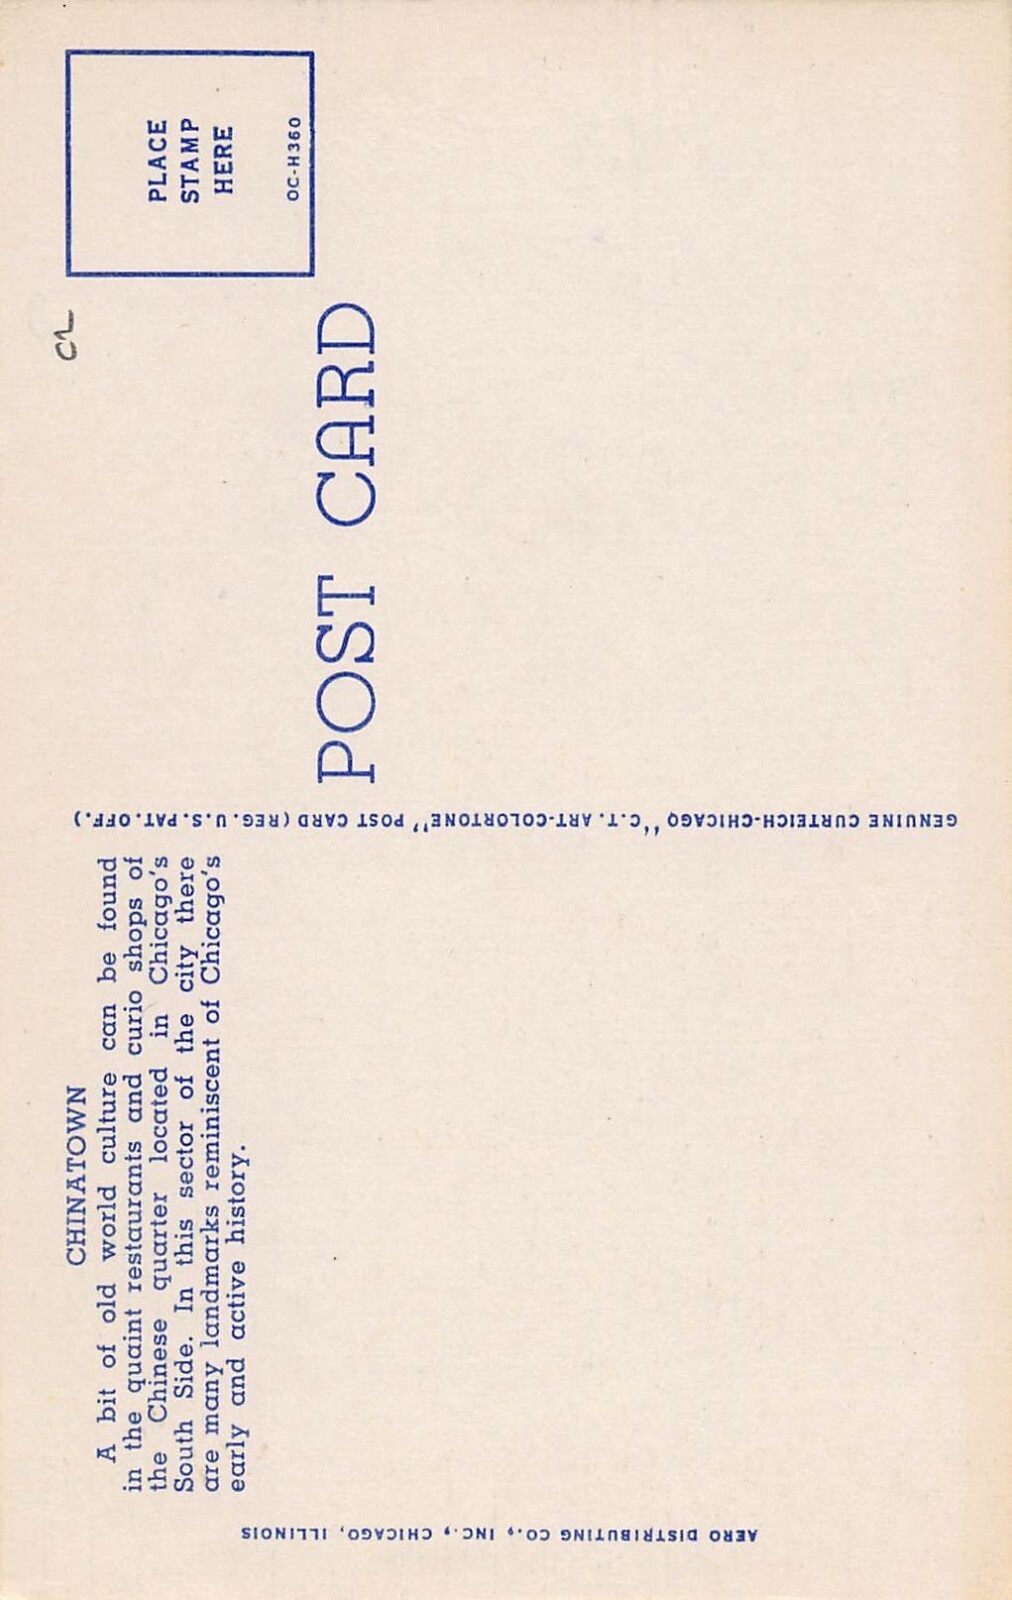 CHINATOWN
A bit of old world culture can be found
in the quaint restaurants and curio shops of
the Chinese quarter located in Chicago's
South Side. In this sector of the city there
are many landmarks reminiscent of Chicago's
early and active history.
AERO DISTRIBUTING CO., INC., CHICAGO, ILLINOIS
GENUINE CURTEICH-CHICAGO "C.T. ART-COLORTONE" POST CARD (REG. U.S. PAT. OFF.)
POST CARD
PLACE
STAMP
HERE
OC-H360